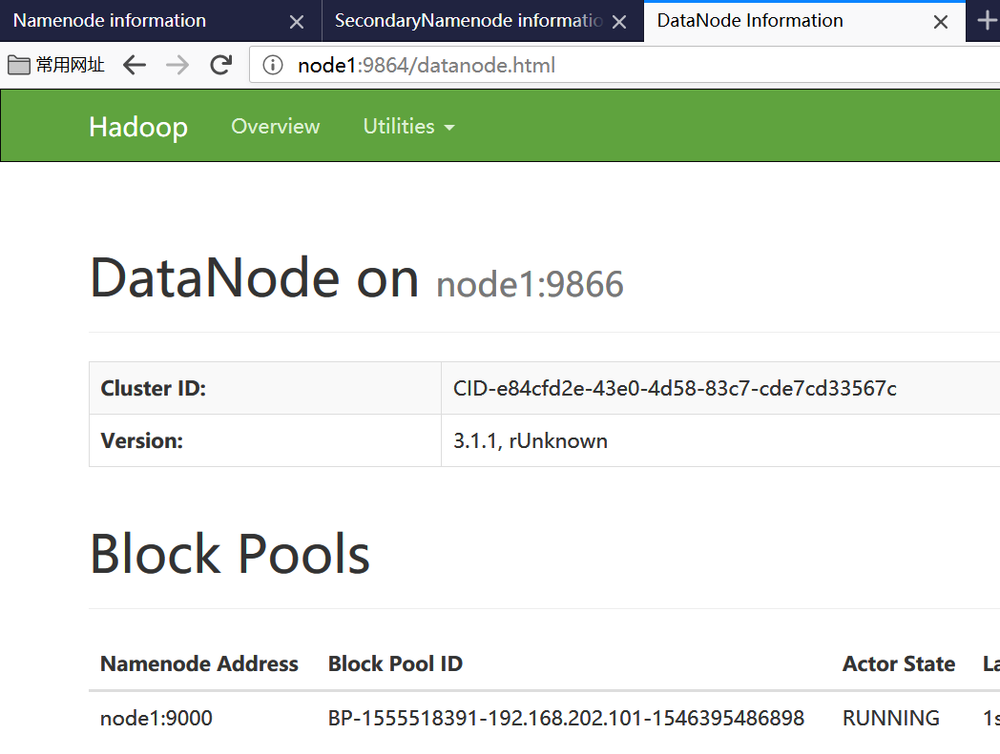 Namenode information SecondaryNamenode informatio DataNode Information
常用网址 node1:9864/datanode.html
Hadoop Overview Utilities
DataNode on node1:9866
Cluster ID: CID-e84cfd2e-43e0-4d58-83c7-cde7cd33567c
Version: 3.1.1, rUnknown
Block Pools
Namenode Address Block Pool ID Actor State La
node1:9000 BP-1555518391-192.168.202.101-1546395486898 RUNNING 1s